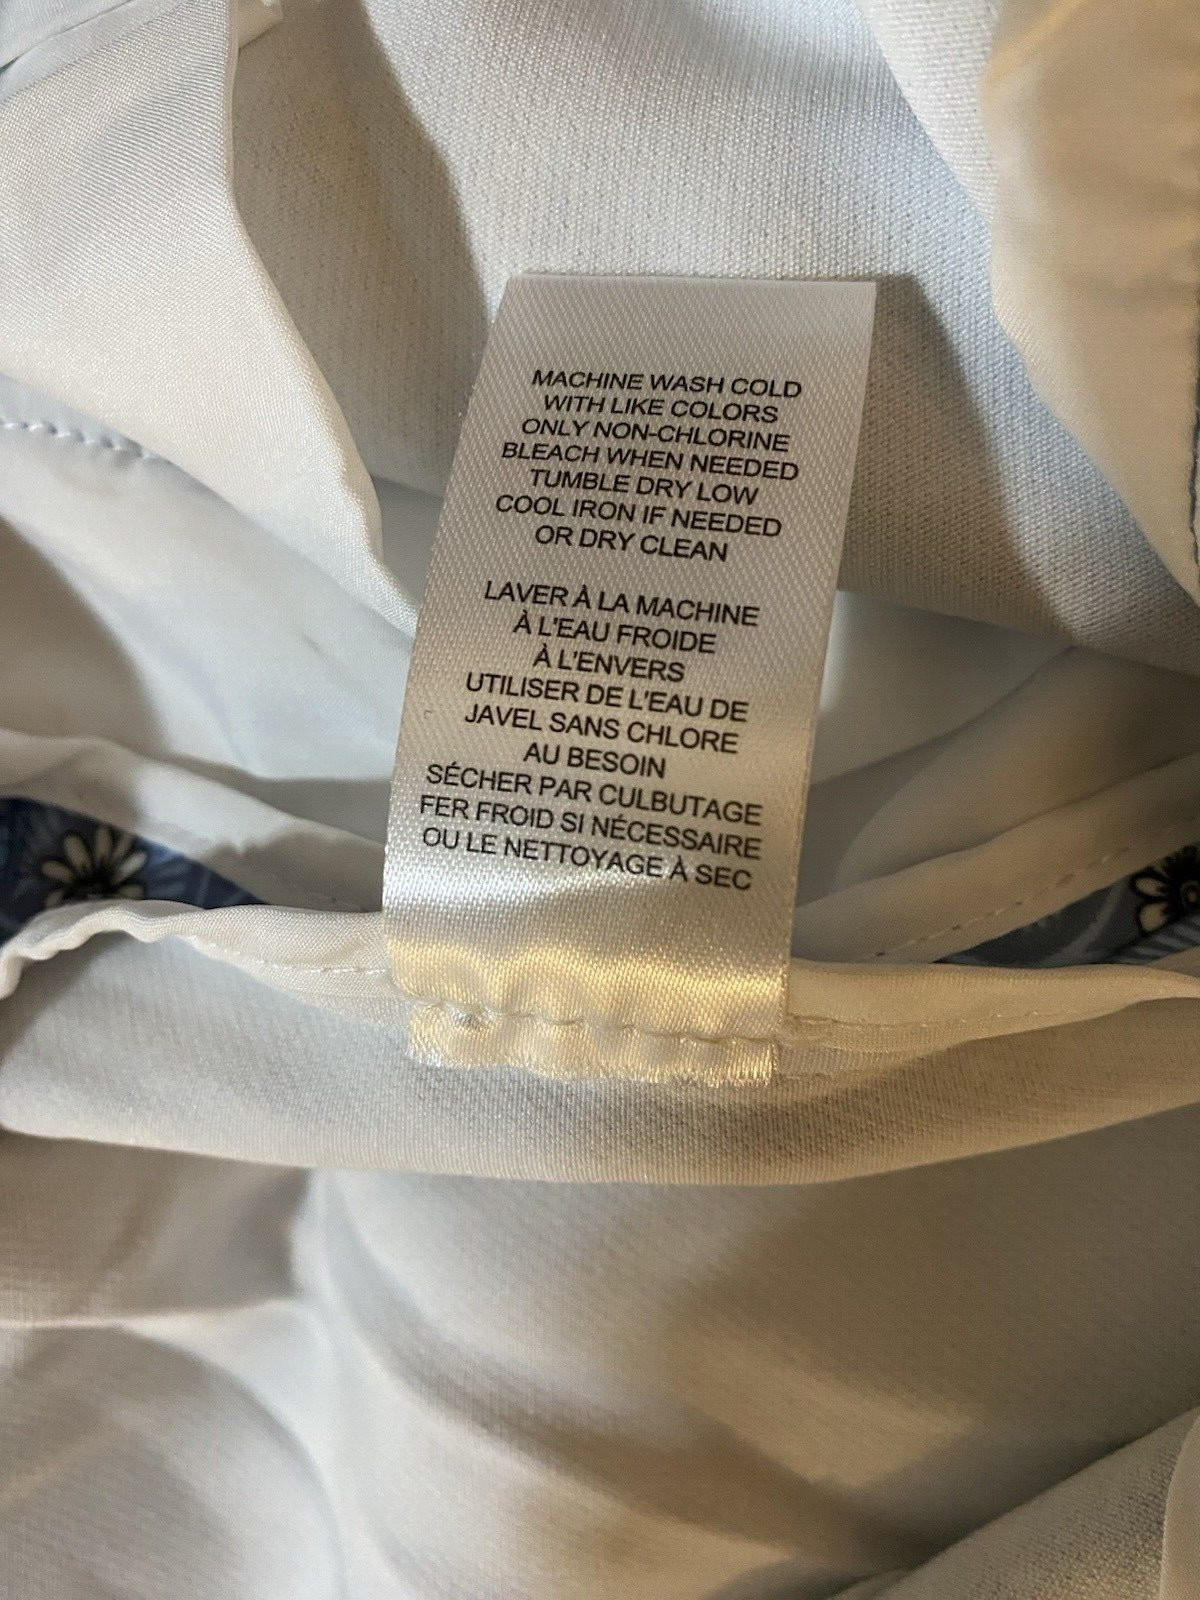 MACHINE WASH COLD
WITH LIKE COLORS
ONLY NON-CHLORINE
BLEACH WHEN NEEDED
TUMBLE DRY LOW
COOL IRON IF NEEDED
OR DRY CLEAN
LAVER À LA MACHINE
À L'EAU FROIDE
À L'ENVERS
UTILISER DE L'EAU DE
JAVEL SANS CHLORE
AU BESOIN
SÉCHER PAR CULBUTAGE
FER FROID SI NÉCESSAIRE
OU LE NETTOYAGE À SEC